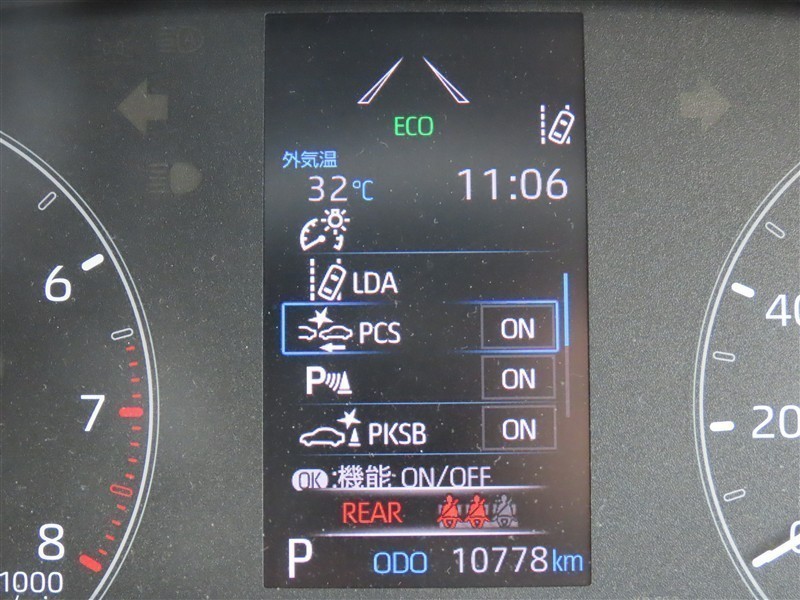 ECO
外気温
32℃
11:06
LDA
PCS ON
P ON
PKSB ON
OK:機能 ON/OFF
REAR
P
ODO 10778km
6
7
8
1000
40
20
0